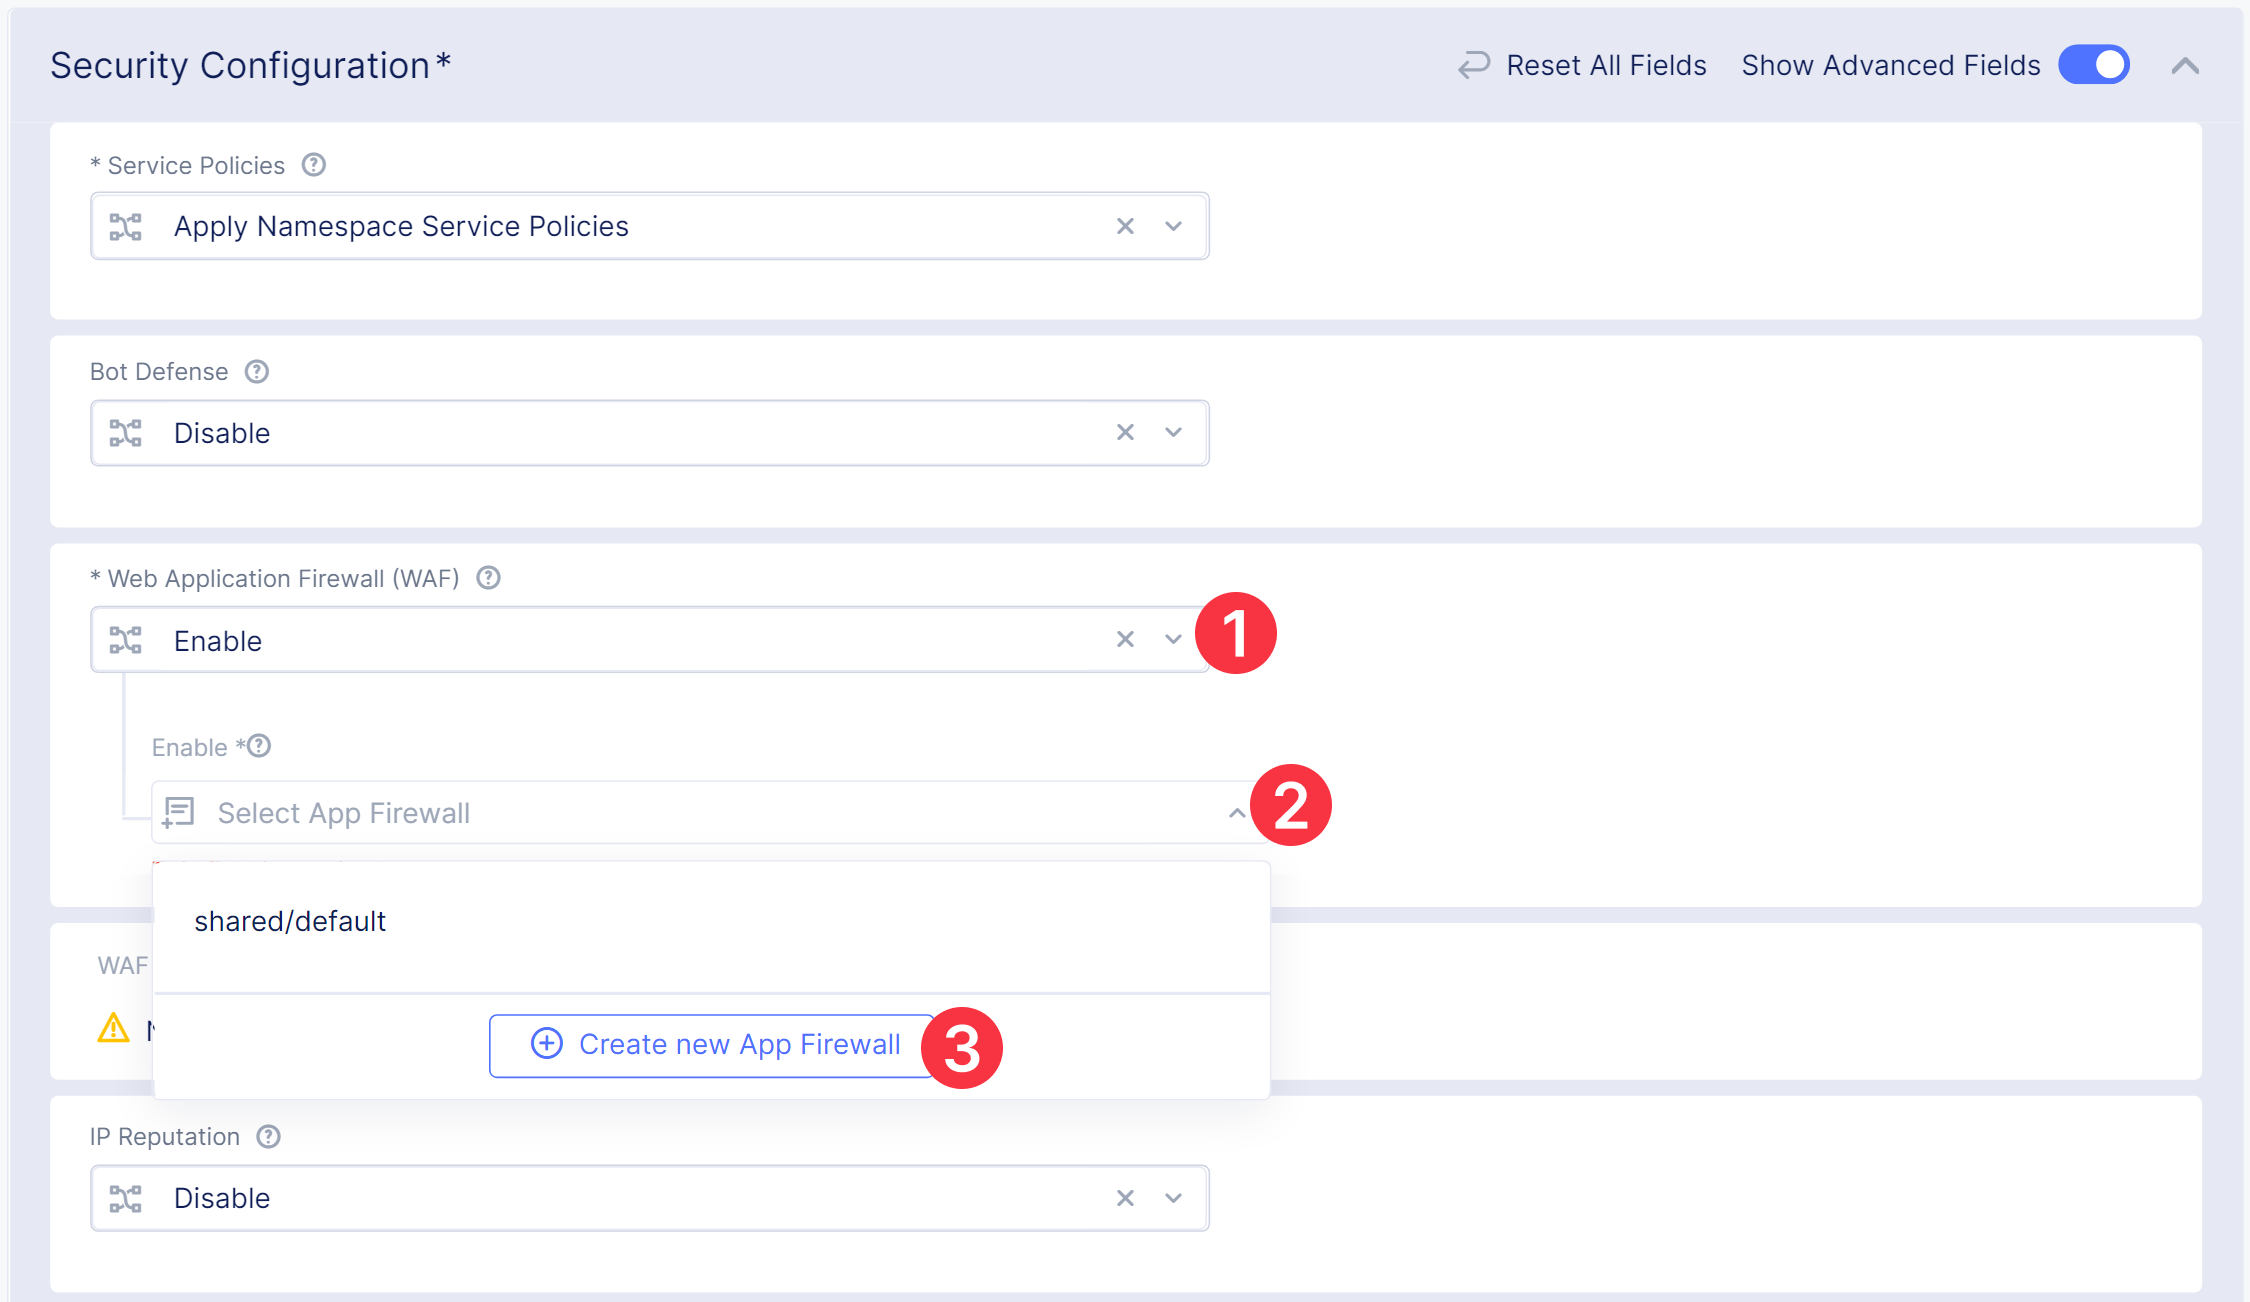 Security Configuration*
Reset All Fields
Show Advanced Fields
* Service Policies
Apply Namespace Service Policies
Bot Defense
Disable
* Web Application Firewall (WAF)
Enable
1
Enable *
Select App Firewall
2
shared/default
WAF
Create new App Firewall
3
IP Reputation
Disable